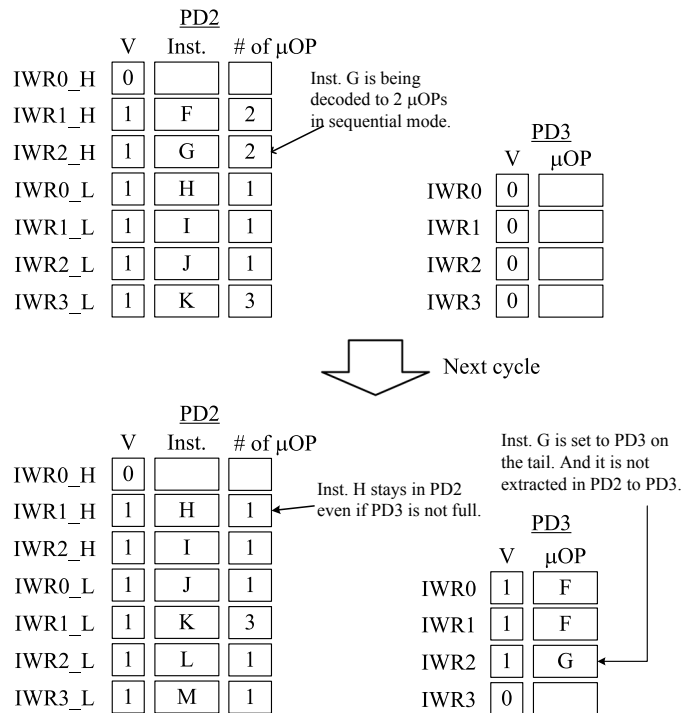 PD2
V Inst. # of μOP
IWR0_H 0
Inst. G is being
decoded to 2 μOPs
in sequential mode.
IWR1_H 1 F 2
IWR2_H 1 G 2
IWR0_L 1 H 1
IWR1_L 1 I 1
IWR2_L 1 J 1
IWR3_L 1 K 3
PD3
V μOP
IWR0 0
IWR1 0
IWR2 0
IWR3 0
Next cycle
PD2
V Inst. # of μOP
IWR0_H 0
IWR1_H 1 H 1
IWR2_H 1 I 1
IWR0_L 1 J 1
IWR1_L 1 K 3
IWR2_L 1 L 1
IWR3_L 1 M 1
Inst. H stays in PD2
even if PD3 is not full.
Inst. G is set to PD3 on
the tail. And it is not
extracted in PD2 to PD3.
PD3
V μOP
IWR0 1 F
IWR1 1 F
IWR2 1 G
IWR3 0